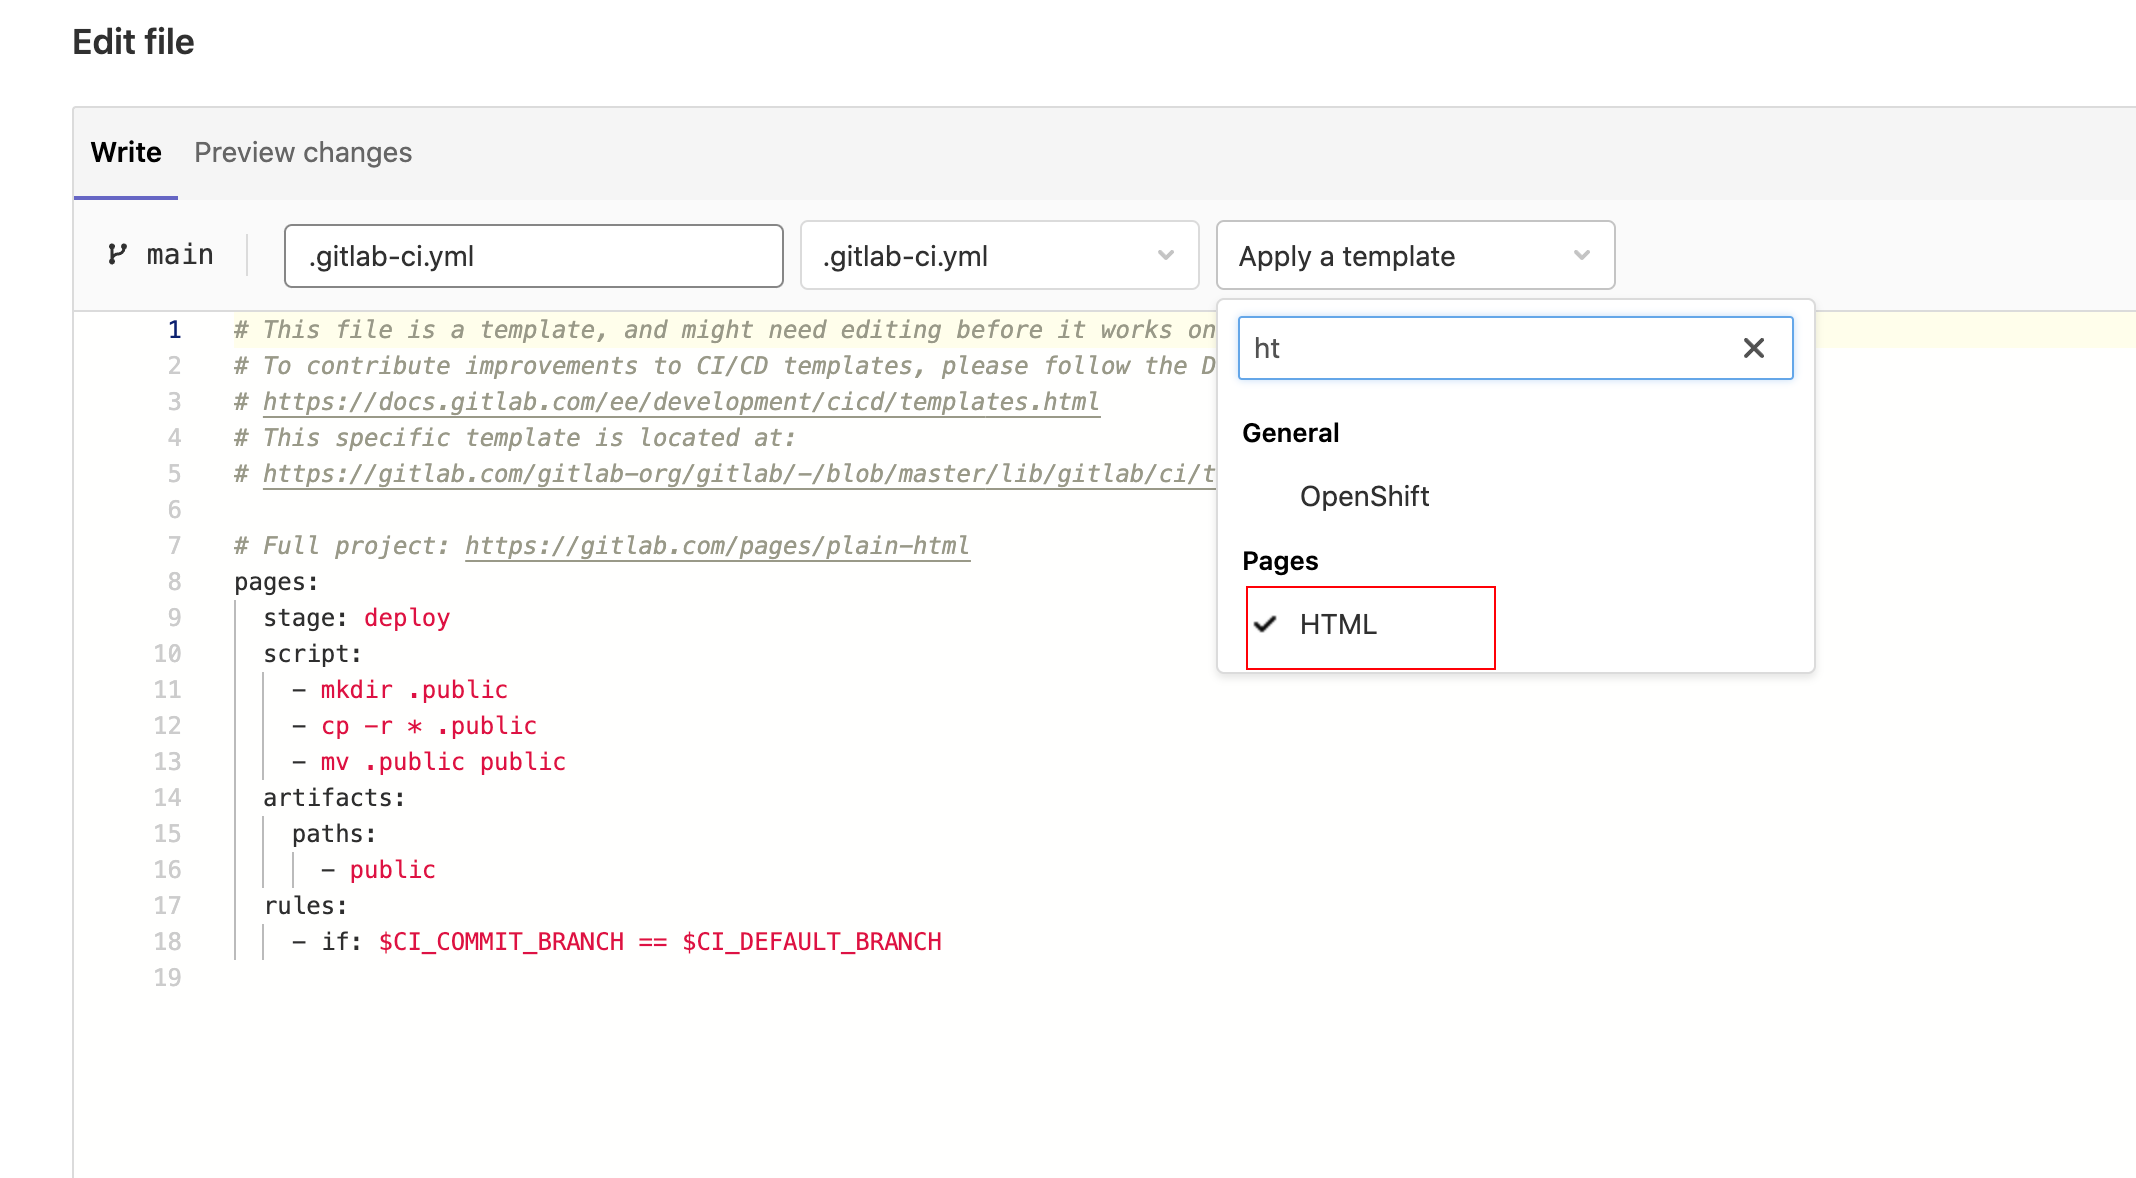 Edit file
Write Preview changes
main .gitlab-ci.yml .gitlab-ci.yml Apply a template
1 # This file is a template, and might need editing before it works on
2 # To contribute improvements to CI/CD templates, please follow the D
3 # https://docs.gitlab.com/ee/development/cicd/templates.html
4 # This specific template is located at:
5 # https://gitlab.com/gitlab-org/gitlab/-/blob/master/lib/gitlab/ci/t
6
7 # Full project: https://gitlab.com/pages/plain-html
8 pages:
9 stage: deploy
10 script:
11 - mkdir .public
12 - cp -r * .public
13 - mv .public public
14 artifacts:
15 paths:
16 - public
17 rules:
18 - if: $CI_COMMIT_BRANCH == $CI_DEFAULT_BRANCH
19
ht
General
OpenShift
Pages
HTML